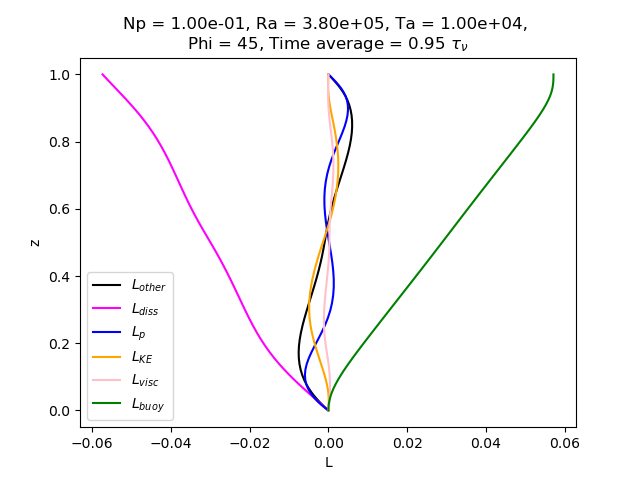 Np = 1.00e-01, Ra = 3.80e+05, Ta = 1.00e+04,
Phi = 45, Time average = 0.95 τ_ν
1.0
0.8
0.6
0.4
0.2
0.0
z
L_other
L_diss
L_p
L_KE
L_visc
L_buoy
−0.06 −0.04 −0.02 0.00 0.02 0.04 0.06
L